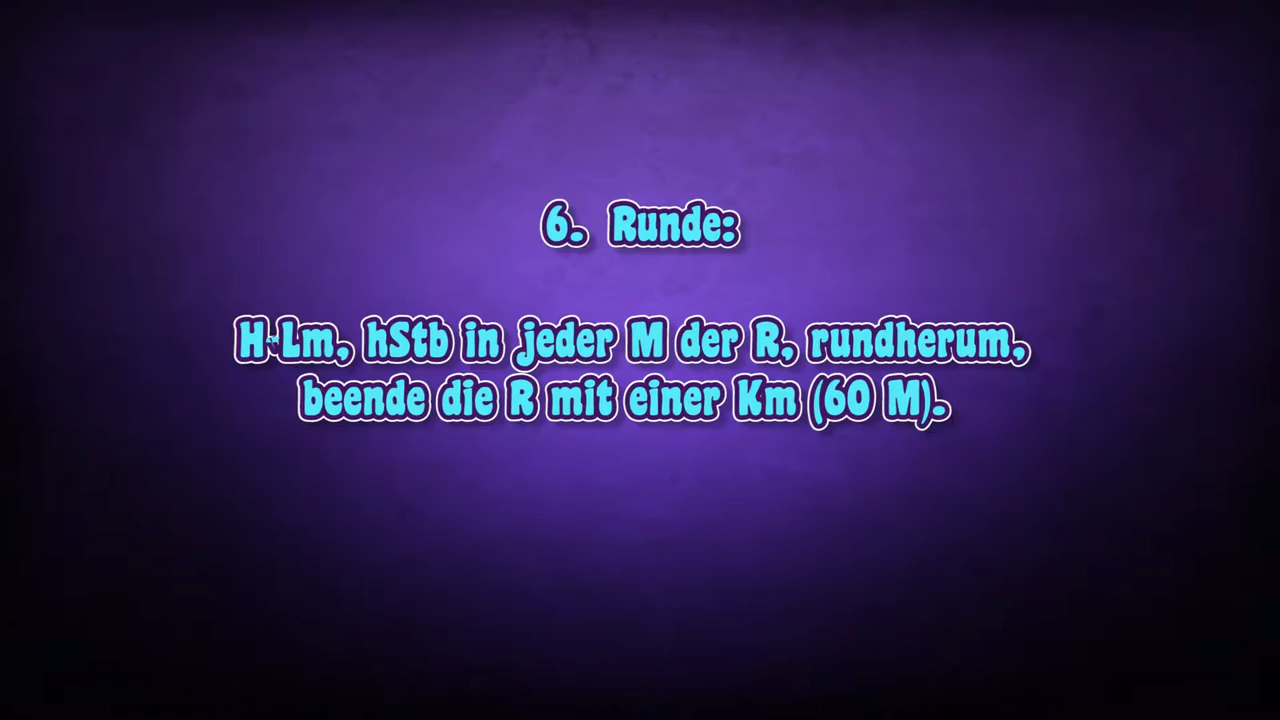 6. Runde:
H-Lm, hStb in jeder M der R, rundherum,
beende die R mit einer Km (60 M).